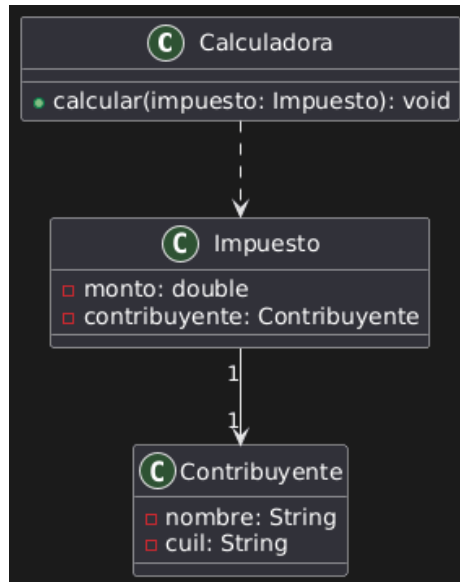 C Calculadora
+ calcular(impuesto: Impuesto): void
C Impuesto
monto: double
contribuyente: Contribuyente
1
1
C Contribuyente
nombre: String
cuil: String